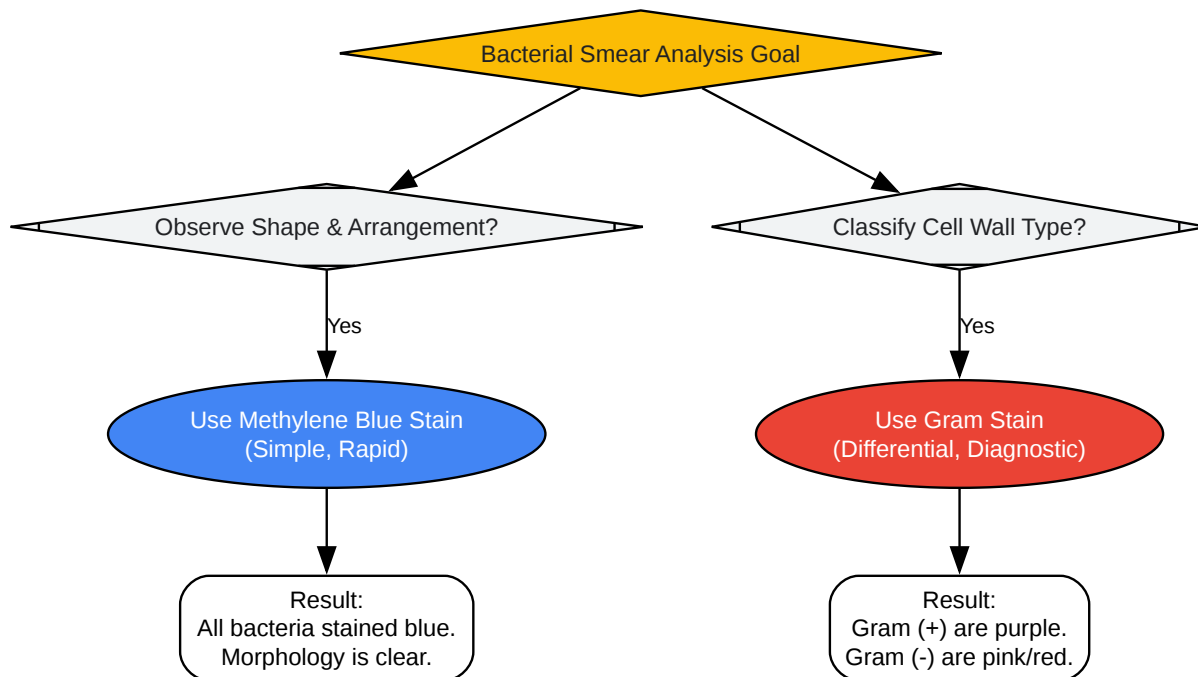 Bacterial Smear Analysis Goal
Observe Shape & Arrangement?
Classify Cell Wall Type?
Yes
Yes
Use Methylene Blue Stain
(Simple, Rapid)
Use Gram Stain
(Differential, Diagnostic)
Result:
All bacteria stained blue.
Morphology is clear.
Result:
Gram (+) are purple.
Gram (-) are pink/red.